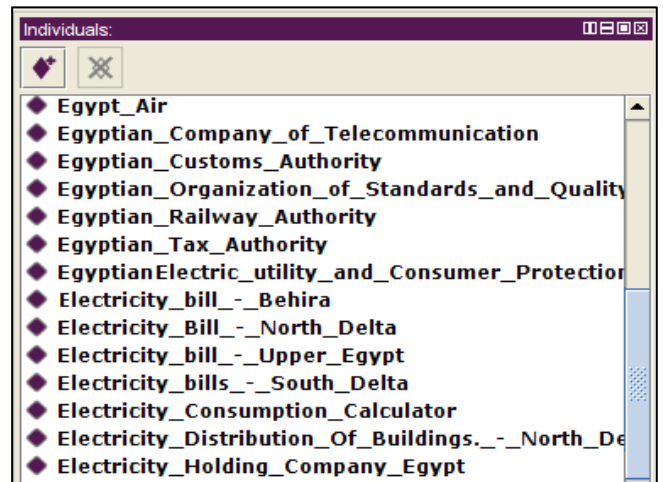 Individuals:
Egypt_Air
Egyptian_Company_of_Telecommunication
Egyptian_Customs_Authority
Egyptian_Organization_of_Standards_and_Quality
Egyptian_Railway_Authority
Egyptian_Tax_Authority
EgyptianElectric_utility_and_Consumer_Protection
Electricity_bill_-_Behira
Electricity_Bill_-_North_Delta
Electricity_bill_-_Upper_Egypt
Electricity_bills_-_South_Delta
Electricity_Consumption_Calculator
Electricity_Distribution_Of_Buildings._-_North_De
Electricity_Holding_Company_Egypt